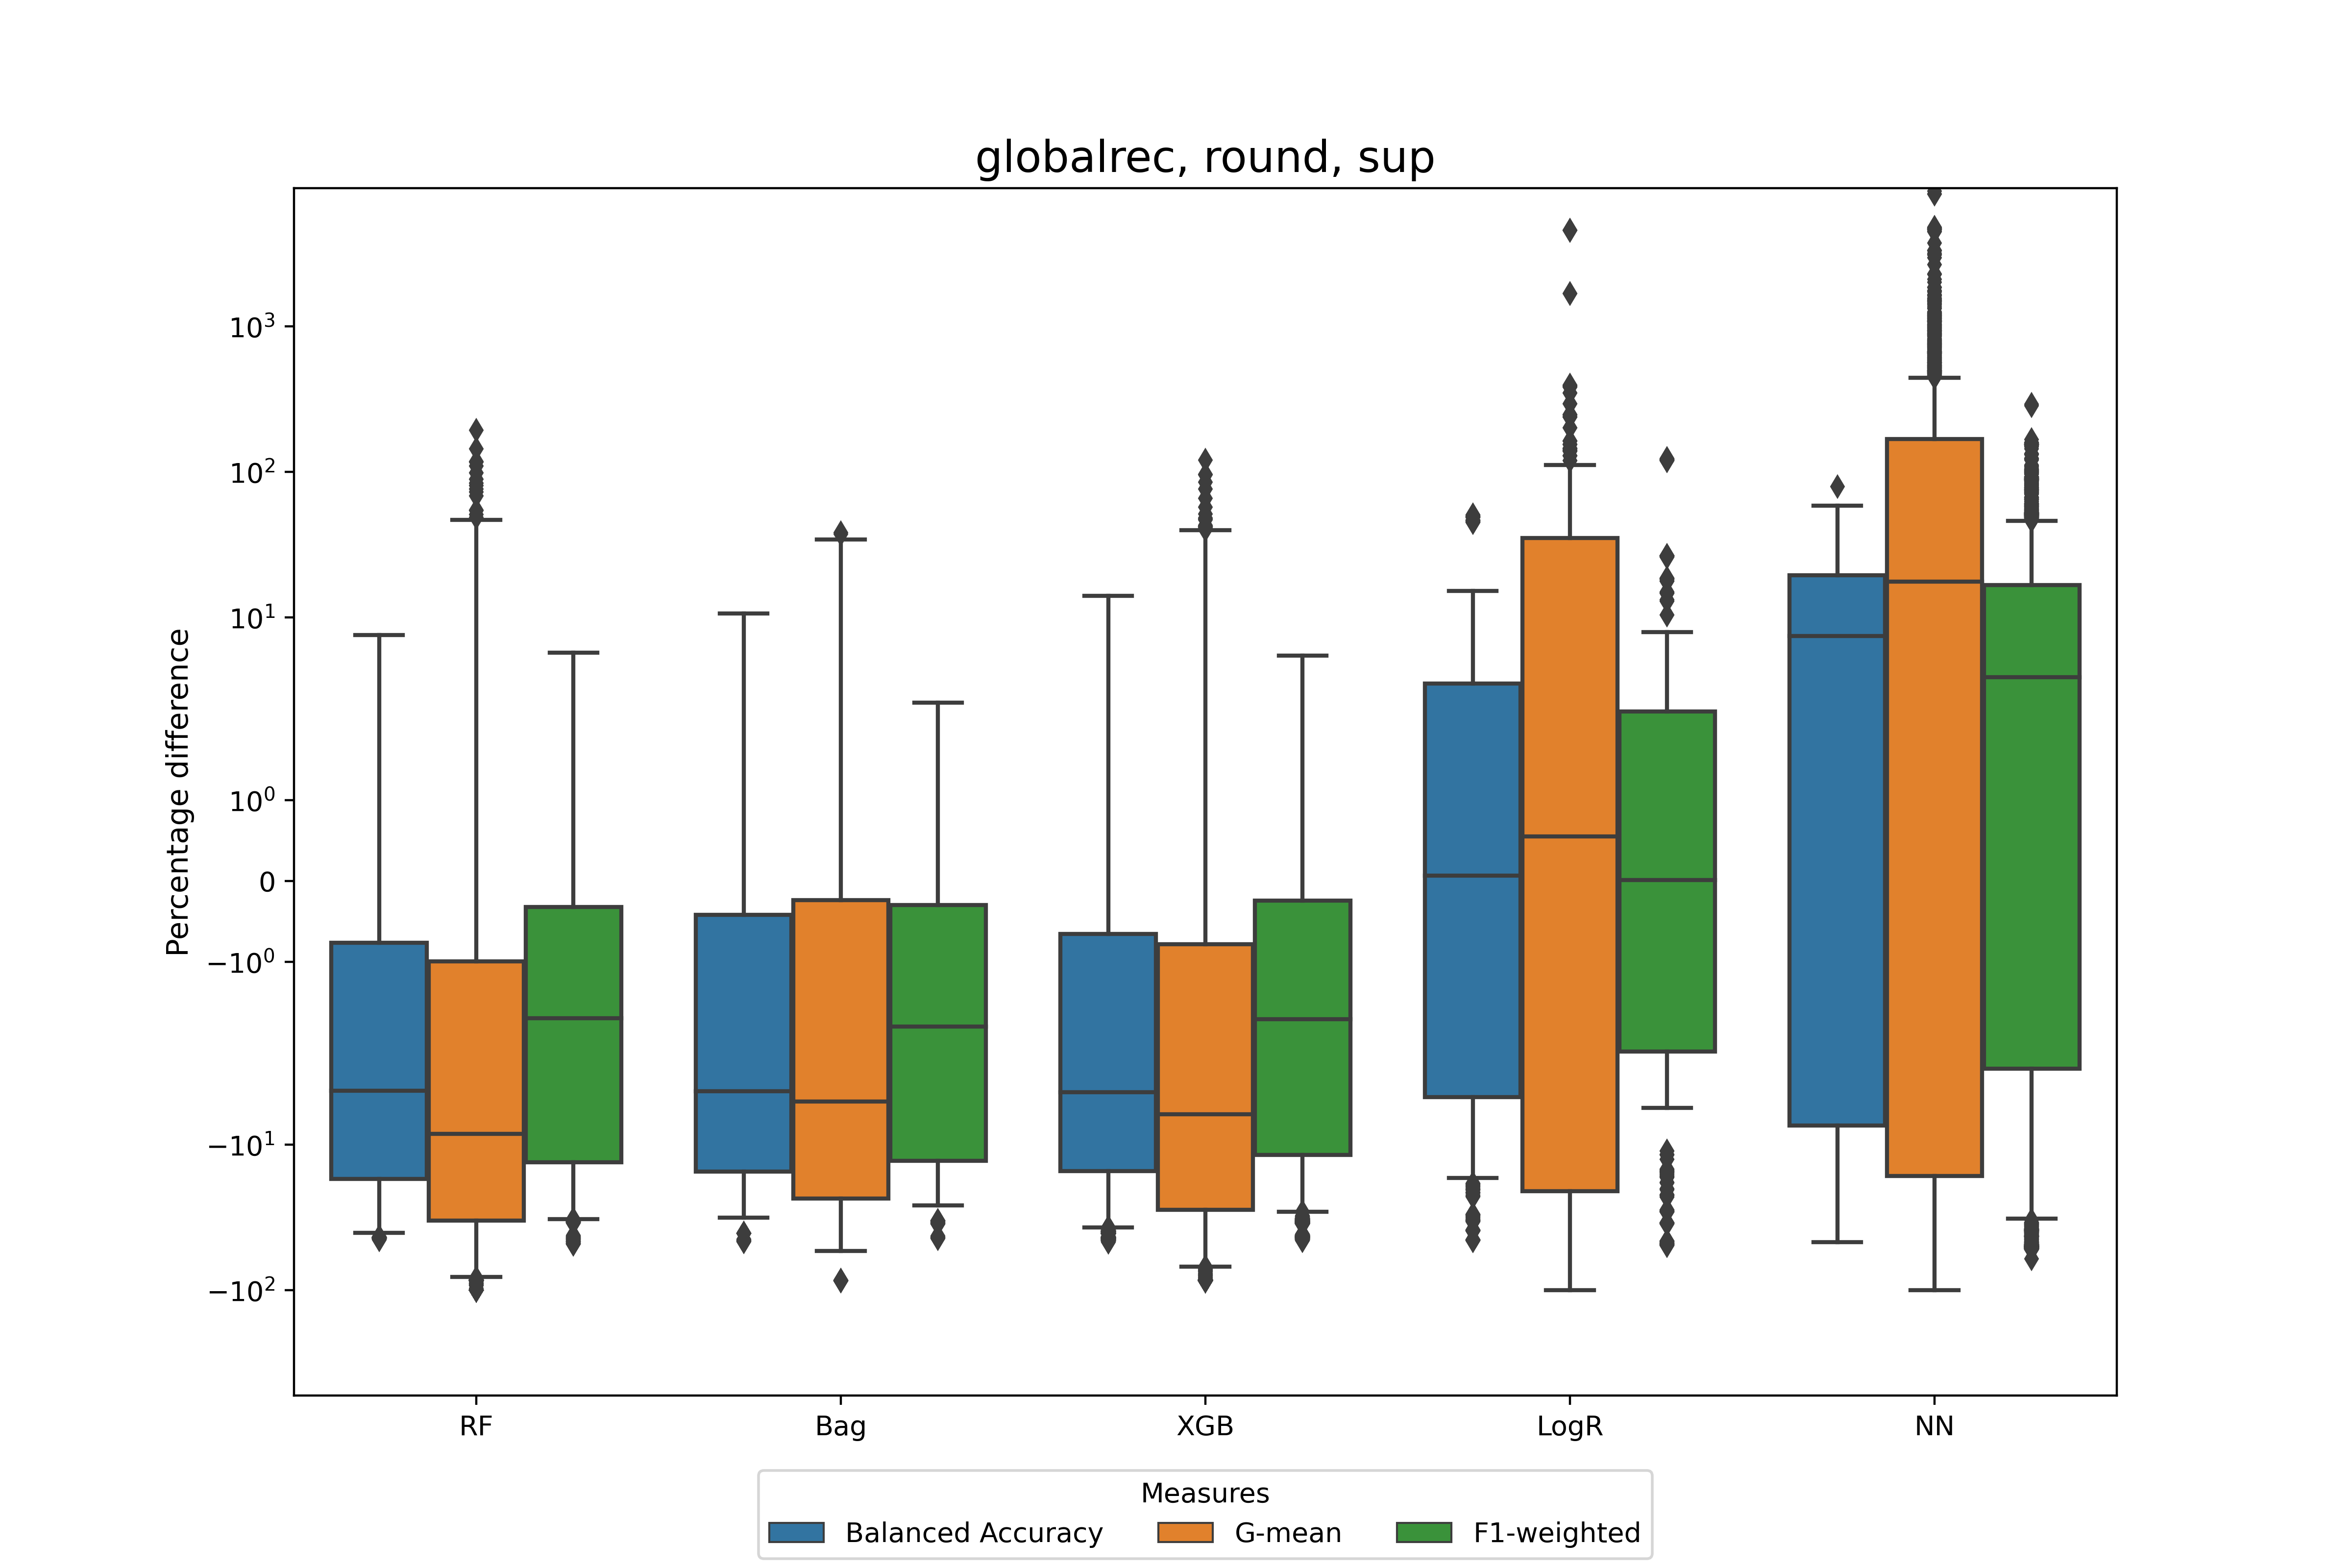 globalrec, round, sup
Percentage difference
10³
10²
10¹
10⁰
0
−10⁰
−10¹
−10²
RF Bag XGB LogR NN
Measures
Balanced Accuracy G-mean F1-weighted